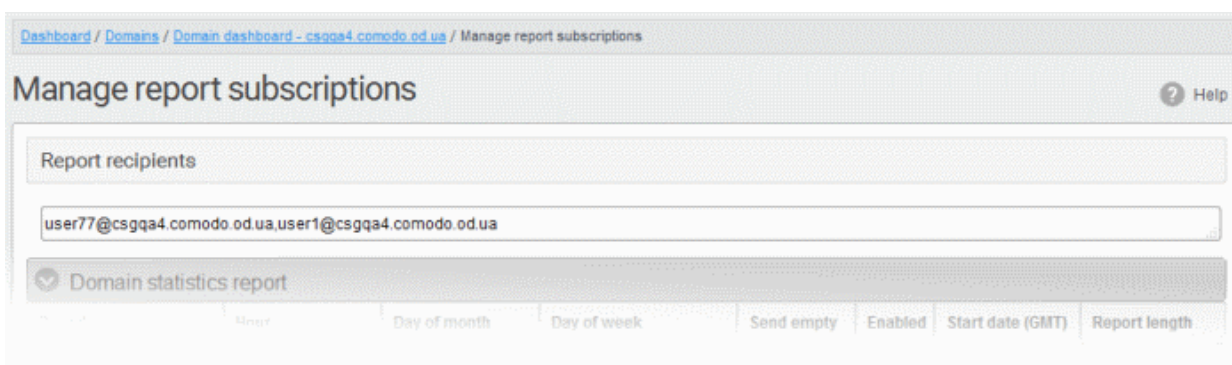 Dashboard / Domains / Domain dashboard - csgqa4.comodo.od.ua / Manage report subscriptions
Manage report subscriptions
Help
Report recipients
user77@csgqa4.comodo.od.ua,user1@csgqa4.comodo.od.ua
Domain statistics report
Hour Day of month Day of week Send empty Enabled Start date (GMT) Report length